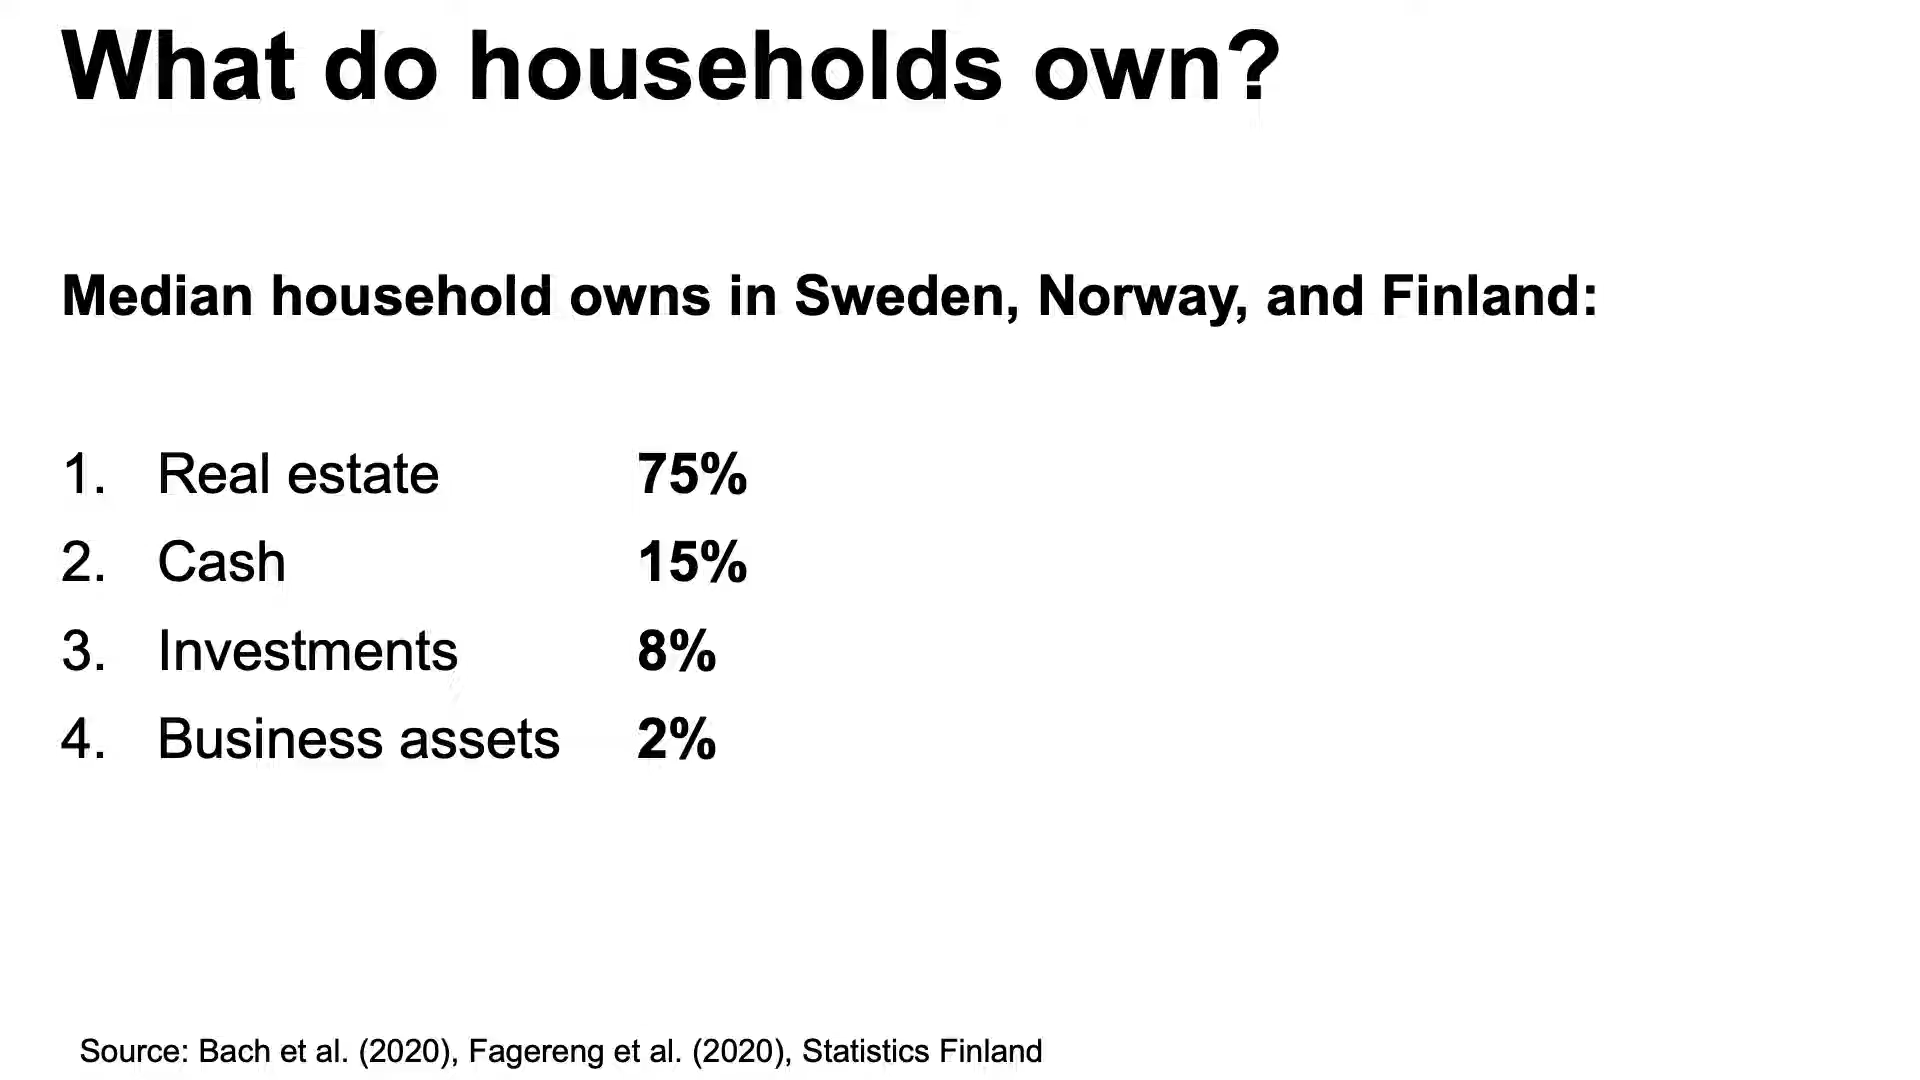 What do households own?
Median household owns in Sweden, Norway, and Finland:
1. Real estate 75%
2. Cash 15%
3. Investments 8%
4. Business assets 2%
Source: Bach et al. (2020), Fagereng et al. (2020), Statistics Finland